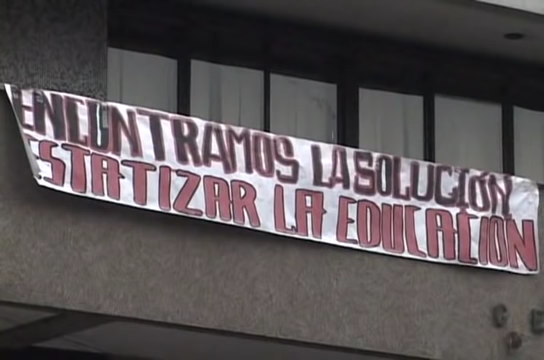 ENCONTRAMOS LA SOLUCIÓN
ESTATIZAR LA EDUCACION